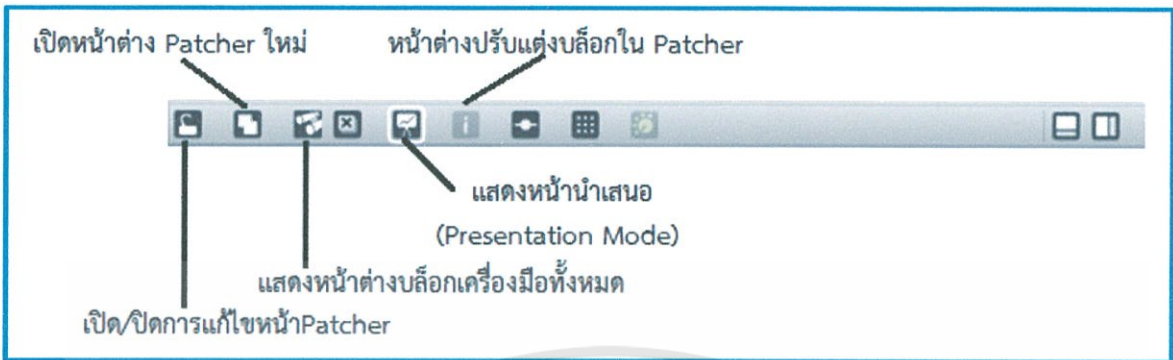 เปิดหน้าต่าง Patcher ใหม่
หน้าต่างปรับแต่งบล็อกใน Patcher
แสดงหน้านำเสนอ
(Presentation Mode)
แสดงหน้าต่างบล็อกเครื่องมือทั้งหมด
เปิด/ปิดการแก้ไขหน้าPatcher